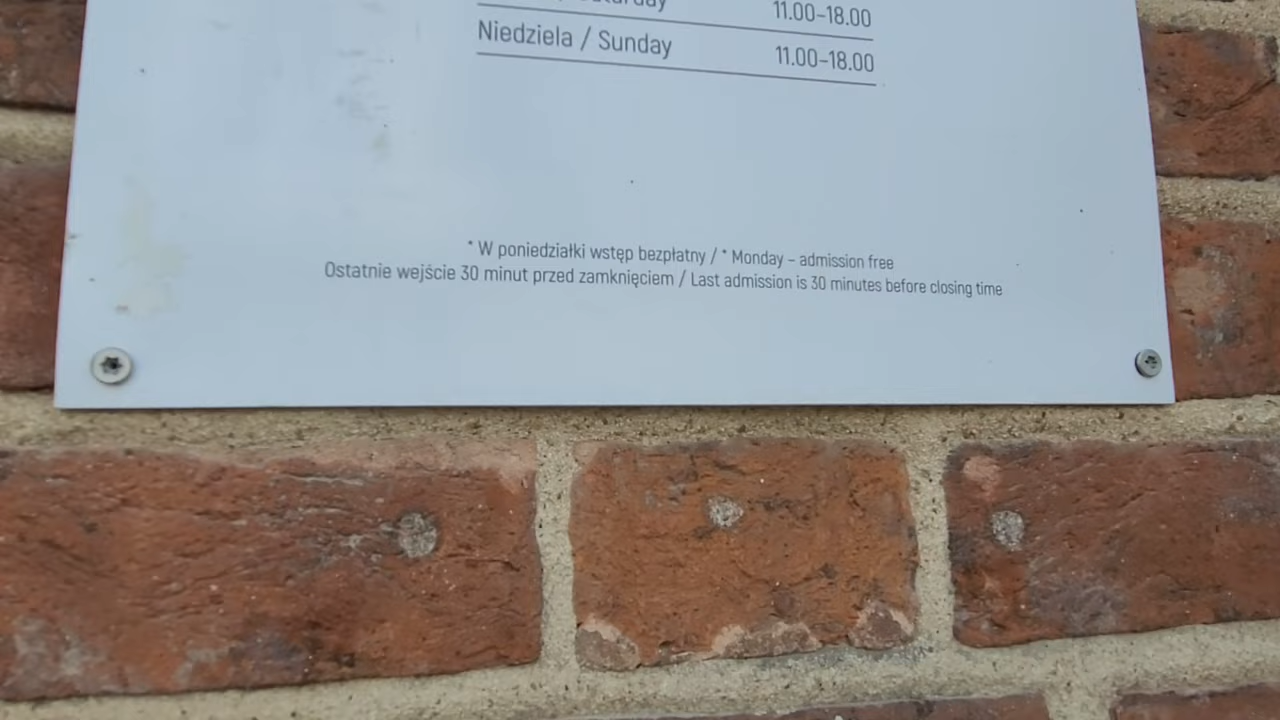 11.00–18.00
Niedziela / Sunday 11.00–18.00
* W poniedziałki wstęp bezpłatny / * Monday – admission free
Ostatnie wejście 30 minut przed zamknięciem / Last admission is 30 minutes before closing time